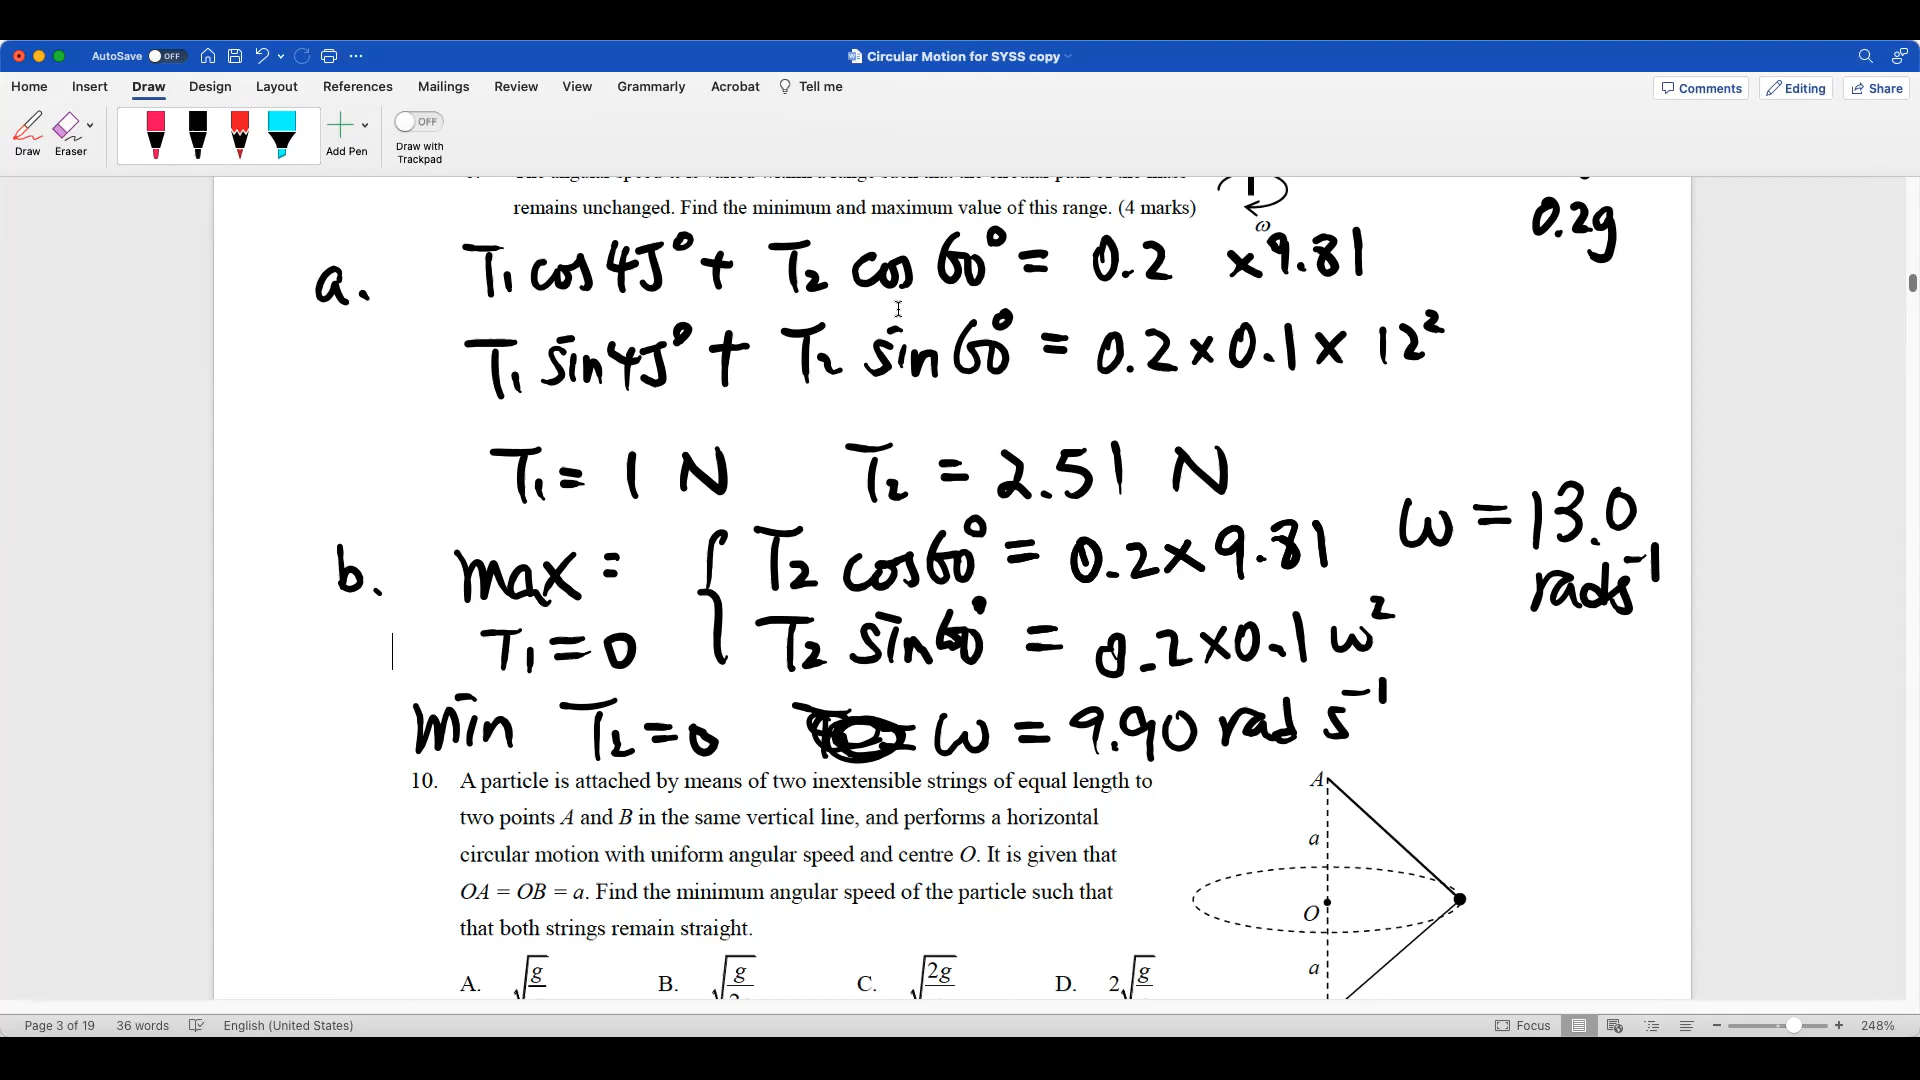 AutoSave OFF
Circular Motion for SYSS copy
Home Insert Draw Design Layout References Mailings Review View Grammarly Acrobat Tell me
Comments Editing Share
Draw Eraser Add Pen OFF Draw with Trackpad
remains unchanged. Find the minimum and maximum value of this range. (4 marks)
ω
0.2g
a. T₁ cos 45° + T₂ cos 60° = 0.2 × 9.81
T₁ sin 45° + T₂ sin 60° = 0.2 × 0.1 × 12²
T₁ = 1 N T₂ = 2.51 N
ω = 13.0 rads⁻¹
b. max = { T₂ cos 60° = 0.2 × 9.81
T₁ = 0 T₂ sin 60° = 0.2 × 0.1 ω²
min T₂ = 0 ω = 9.90 rad s⁻¹
10. A particle is attached by means of two inextensible strings of equal length to
two points A and B in the same vertical line, and performs a horizontal
circular motion with uniform angular speed and centre O. It is given that
OA = OB = a. Find the minimum angular speed of the particle such that
that both strings remain straight.
A
a
O
a
A. √g B. √g C. √2g D. 2√g
Page 3 of 19 36 words English (United States) Focus 248%